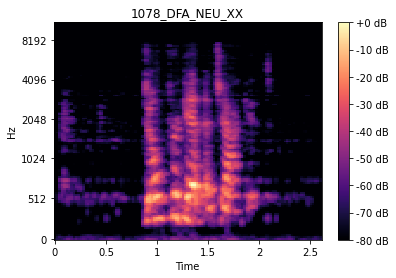 1078_DFA_NEU_XX
Hz
8192
4096
2048
1024
512
0
0 0.5 1 1.5 2 2.5
Time
+0 dB
-10 dB
-20 dB
-30 dB
-40 dB
-50 dB
-60 dB
-70 dB
-80 dB